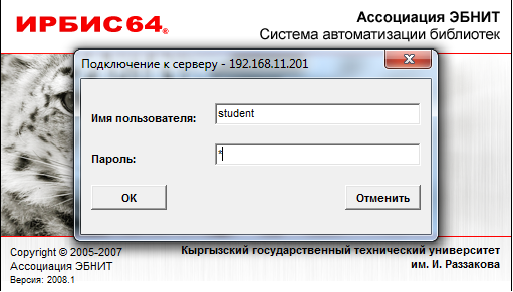 ИРБИС64®
Ассоциация ЭБНИТ
Система автоматизации библиотек
Подключение к серверу - 192.168.11.201
Имя пользователя:
student
Пароль:
*
OK
Отменить
Copyright © 2005-2007
Ассоциация ЭБНИТ
Версия: 2008.1
Кыргызский государственный технический университет
им. И. Раззакова